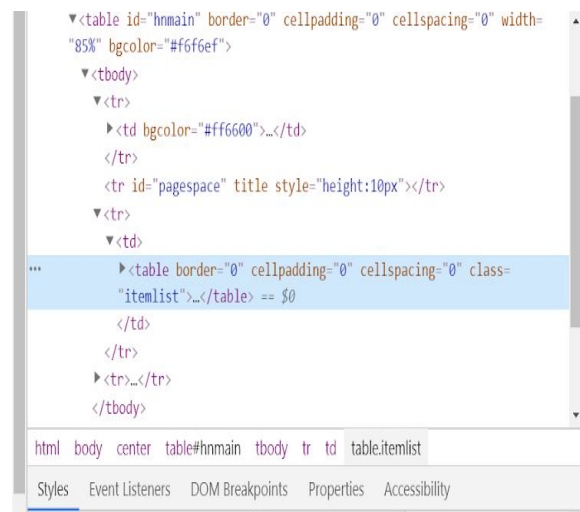 ▼<table id="hnmain" border="0" cellpadding="0" cellspacing="0" width=
"85%" bgcolor="#f6f6ef">
▼<tbody>
▼<tr>
▶<td bgcolor="#ff6600">…</td>
</tr>
<tr id="pagespace" title style="height:10px"></tr>
▼<tr>
▼<td>
… ▶<table border="0" cellpadding="0" cellspacing="0" class=
"itemlist">…</table> == $0
</td>
</tr>
▶<tr>…</tr>
</tbody>
html body center table#hnmain tbody tr td table.itemlist
Styles Event Listeners DOM Breakpoints Properties Accessibility